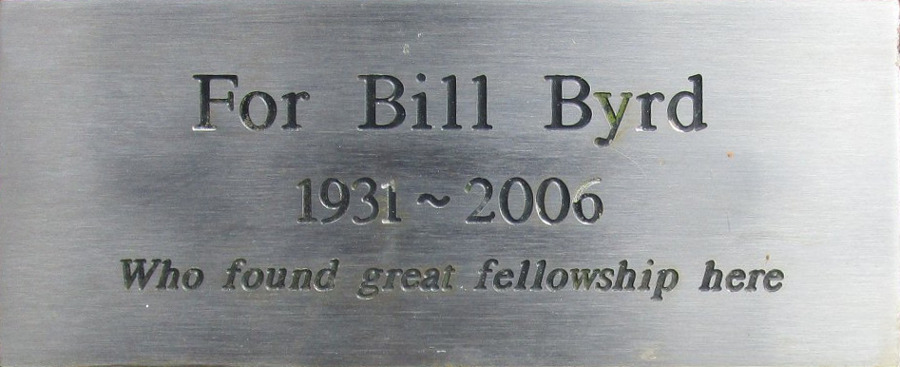 For Bill Byrd
1931 ~ 2006
Who found great fellowship here